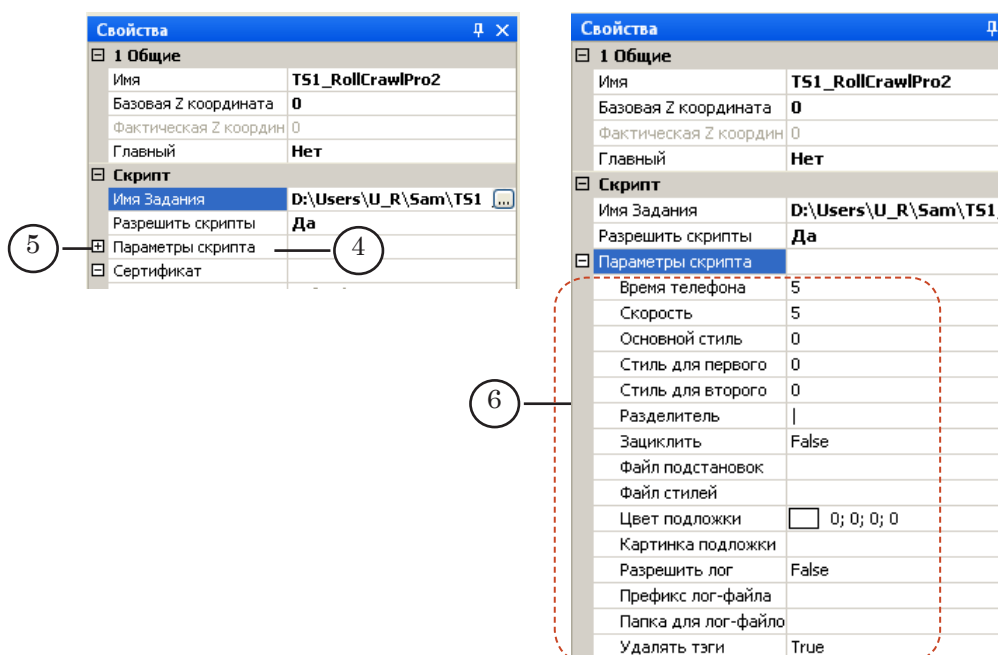 Свойства
1 Общие
Имя TS1_RollCrawlPro2
Базовая Z координата 0
Фактическая Z координ 0
Главный Нет
Скрипт
Имя Задания D:\Users\U_R\Sam\TS1 ...
Разрешить скрипты Да
5 Параметры скрипта 4
Сертификат
Свойства
1 Общие
Имя TS1_RollCrawlPro2
Базовая Z координата 0
Фактическая Z координ 0
Главный Нет
Скрипт
Имя Задания D:\Users\U_R\Sam\TS1_
Разрешить скрипты Да
Параметры скрипта
Время телефона 5
Скорость 5
Основной стиль 0
Стиль для первого 0
Стиль для второго 0
6
Разделитель |
Зациклить False
Файл подстановок
Файл стилей
Цвет подложки 0; 0; 0; 0
Картинка подложки
Разрешить лог False
Префикс лог-файла
Папка для лог-файло
Удалять тэги True